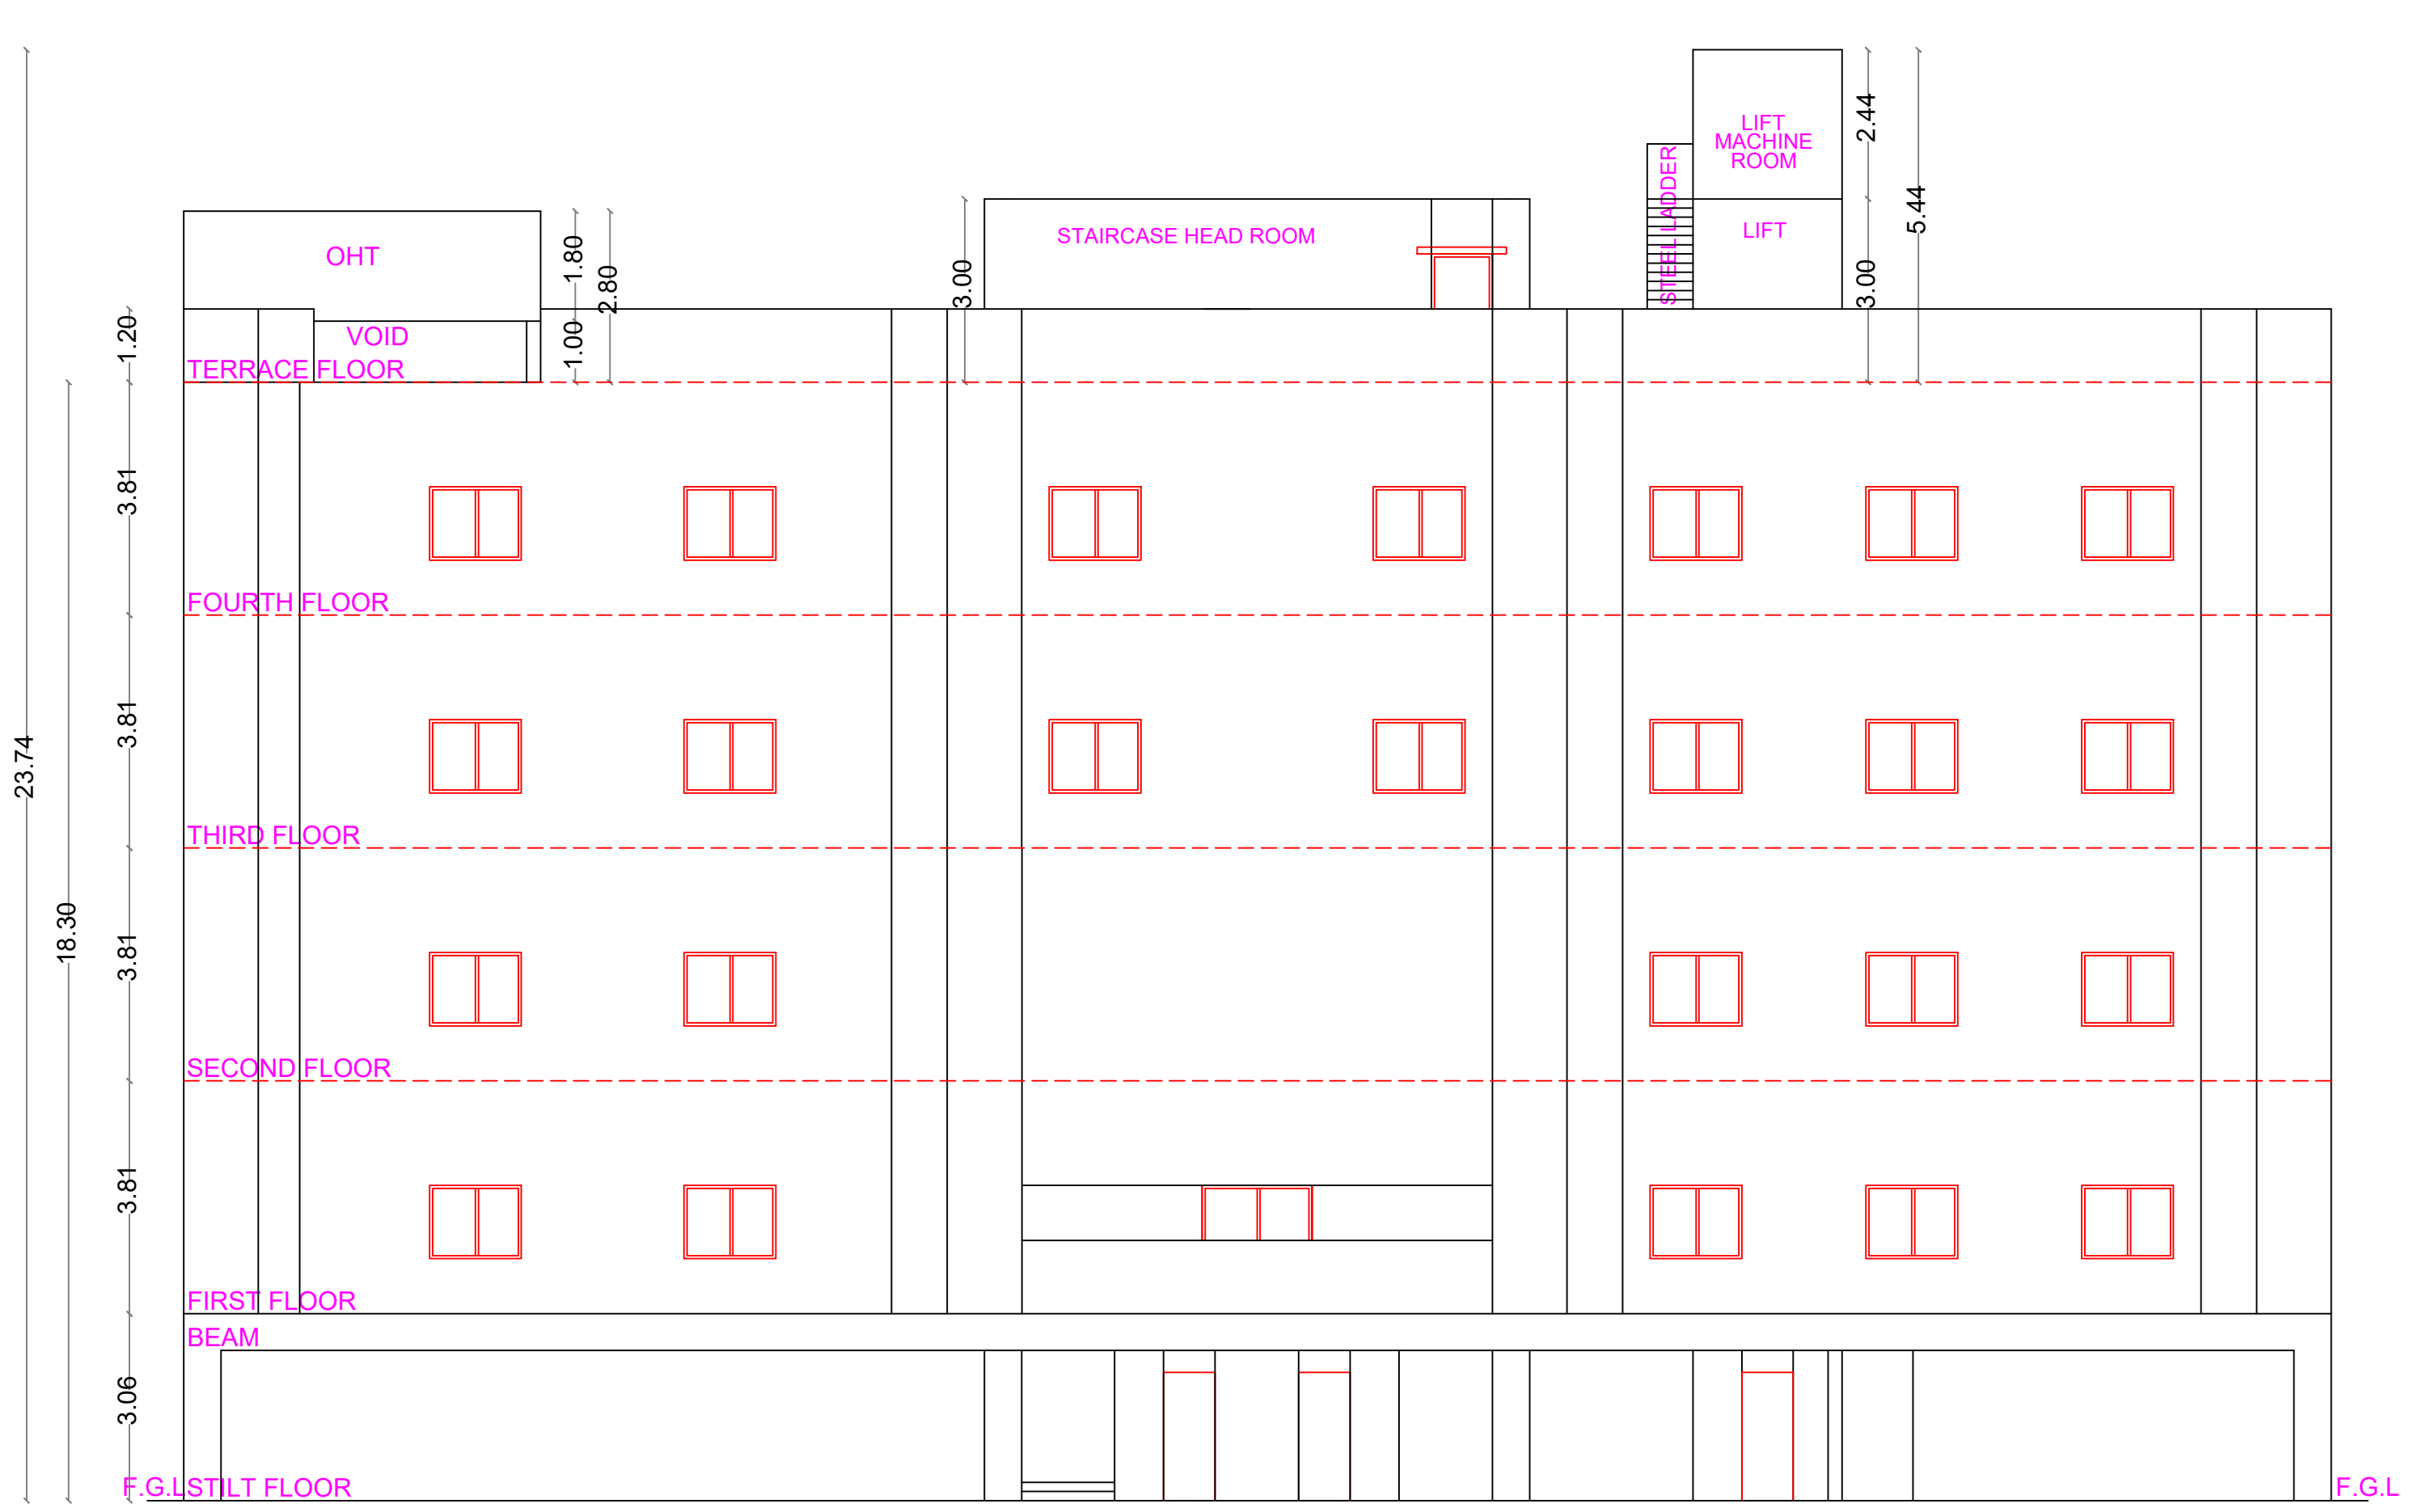 LIFT
MACHINE
ROOM
2.44
STEEL LADDER
5.44
OHT
1.80
2.80
STAIRCASE HEAD ROOM
LIFT
3.00
3.00
1.20
VOID
1.00
TERRACE FLOOR
3.81
FOURTH FLOOR
23.74
3.81
THIRD FLOOR
18.30
3.81
SECOND FLOOR
3.81
FIRST FLOOR
BEAM
3.06
F.G.L
STILT FLOOR
F.G.L